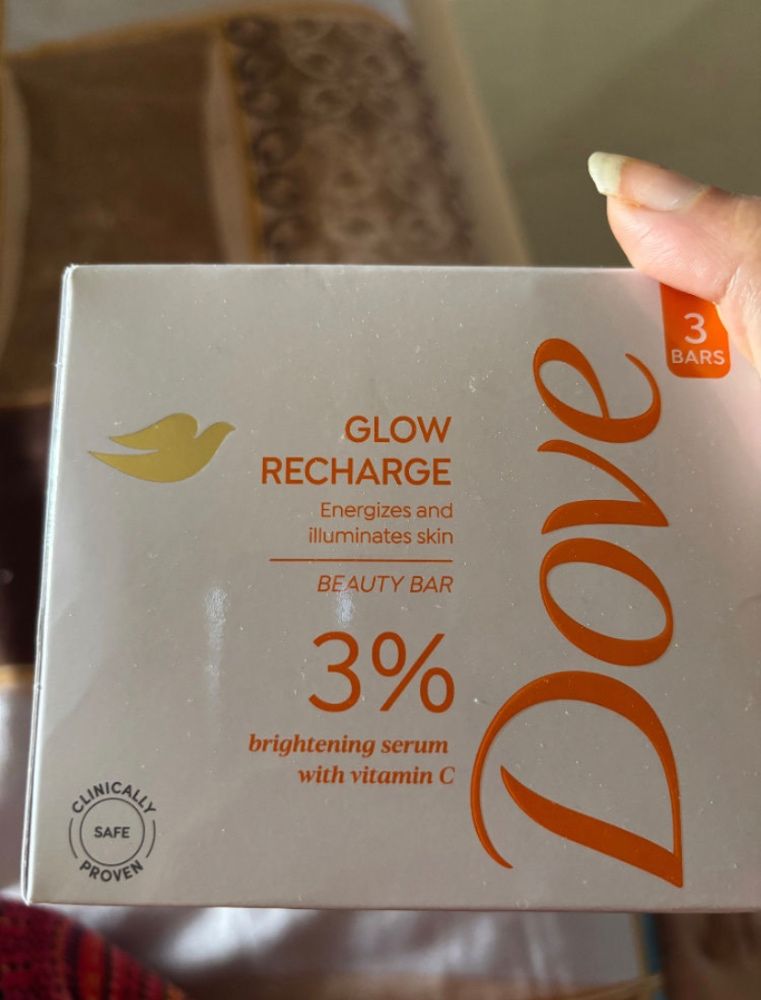 3
BARS
Dove
GLOW
RECHARGE
Energizes and
illuminates skin
BEAUTY BAR
3%
brightening serum
with vitamin C
CLINICALLY
SAFE
PROVEN